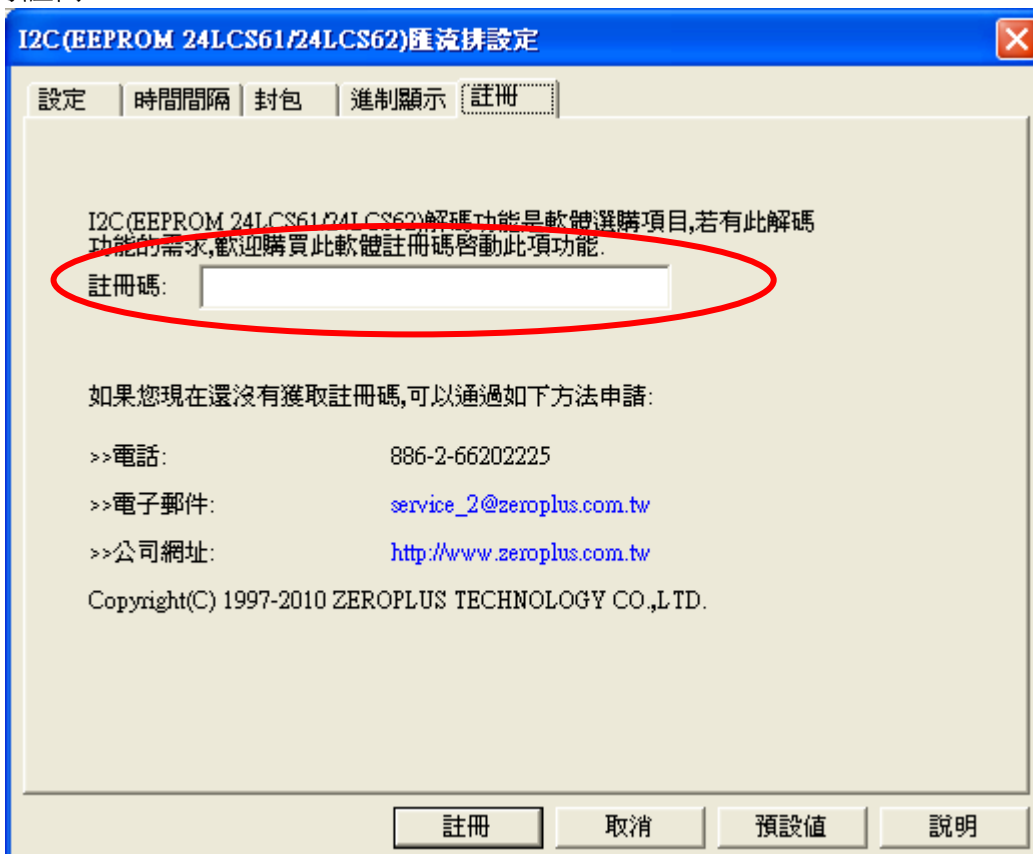 I2C(EEPROM 24LCS61/24LCS62)匯流排設定
設定 時間間隔 封包 進制顯示 註冊
I2C(EEPROM 24LCS61/24LCS62)解碼功能是軟體選購項目,若有此解碼
功能的需求,歡迎購買此軟體註冊碼啓動此項功能.
註冊碼:
如果您現在還沒有獲取註冊碼,可以通過如下方法申請:
>>電話: 886-2-66202225
>>電子郵件: service_2@zeroplus.com.tw
>>公司網址: http://www.zeroplus.com.tw
Copyright(C) 1997-2010 ZEROPLUS TECHNOLOGY CO.,LTD.
註冊 取消 預設值 說明